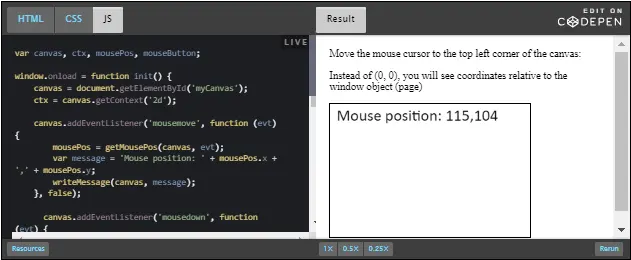 HTML CSS JS Result EDIT ON
CODEPEN
LIVE
var canvas, ctx, mousePos, mouseButton;
window.onload = function init() {
canvas = document.getElementById('myCanvas');
ctx = canvas.getContext('2d');
canvas.addEventListener('mousemove', function (evt)
{
mousePos = getMousePos(canvas, evt);
var message = 'Mouse position: ' + mousePos.x +
',' + mousePos.y;
writeMessage(canvas, message);
}, false);
canvas.addEventListener('mousedown', function
(evt) {
Move the mouse cursor to the top left corner of the canvas:
Instead of (0, 0), you will see coordinates relative to the
window object (page)
Mouse position: 115,104
Resources 1X 0.5X 0.25X Rerun